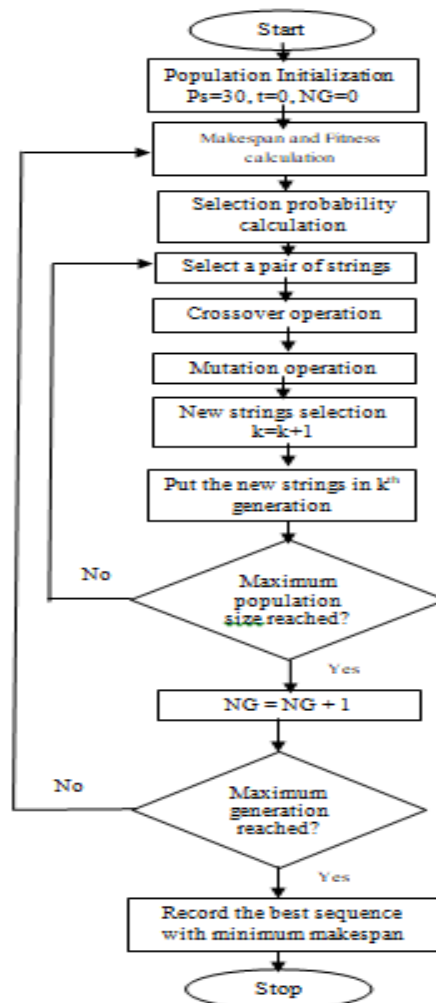 Start
Population Initialization
Ps=30, t=0, NG=0
Makespan and Fitness
calculation
Selection probability
calculation
Select a pair of strings
Crossover operation
Mutation operation
New strings selection
k=k+1
Put the new strings in kth
generation
No
Maximum
population
size reached?
Yes
NG = NG + 1
No
Maximum
generation
reached?
Yes
Record the best sequence
with minimum makespan
Stop